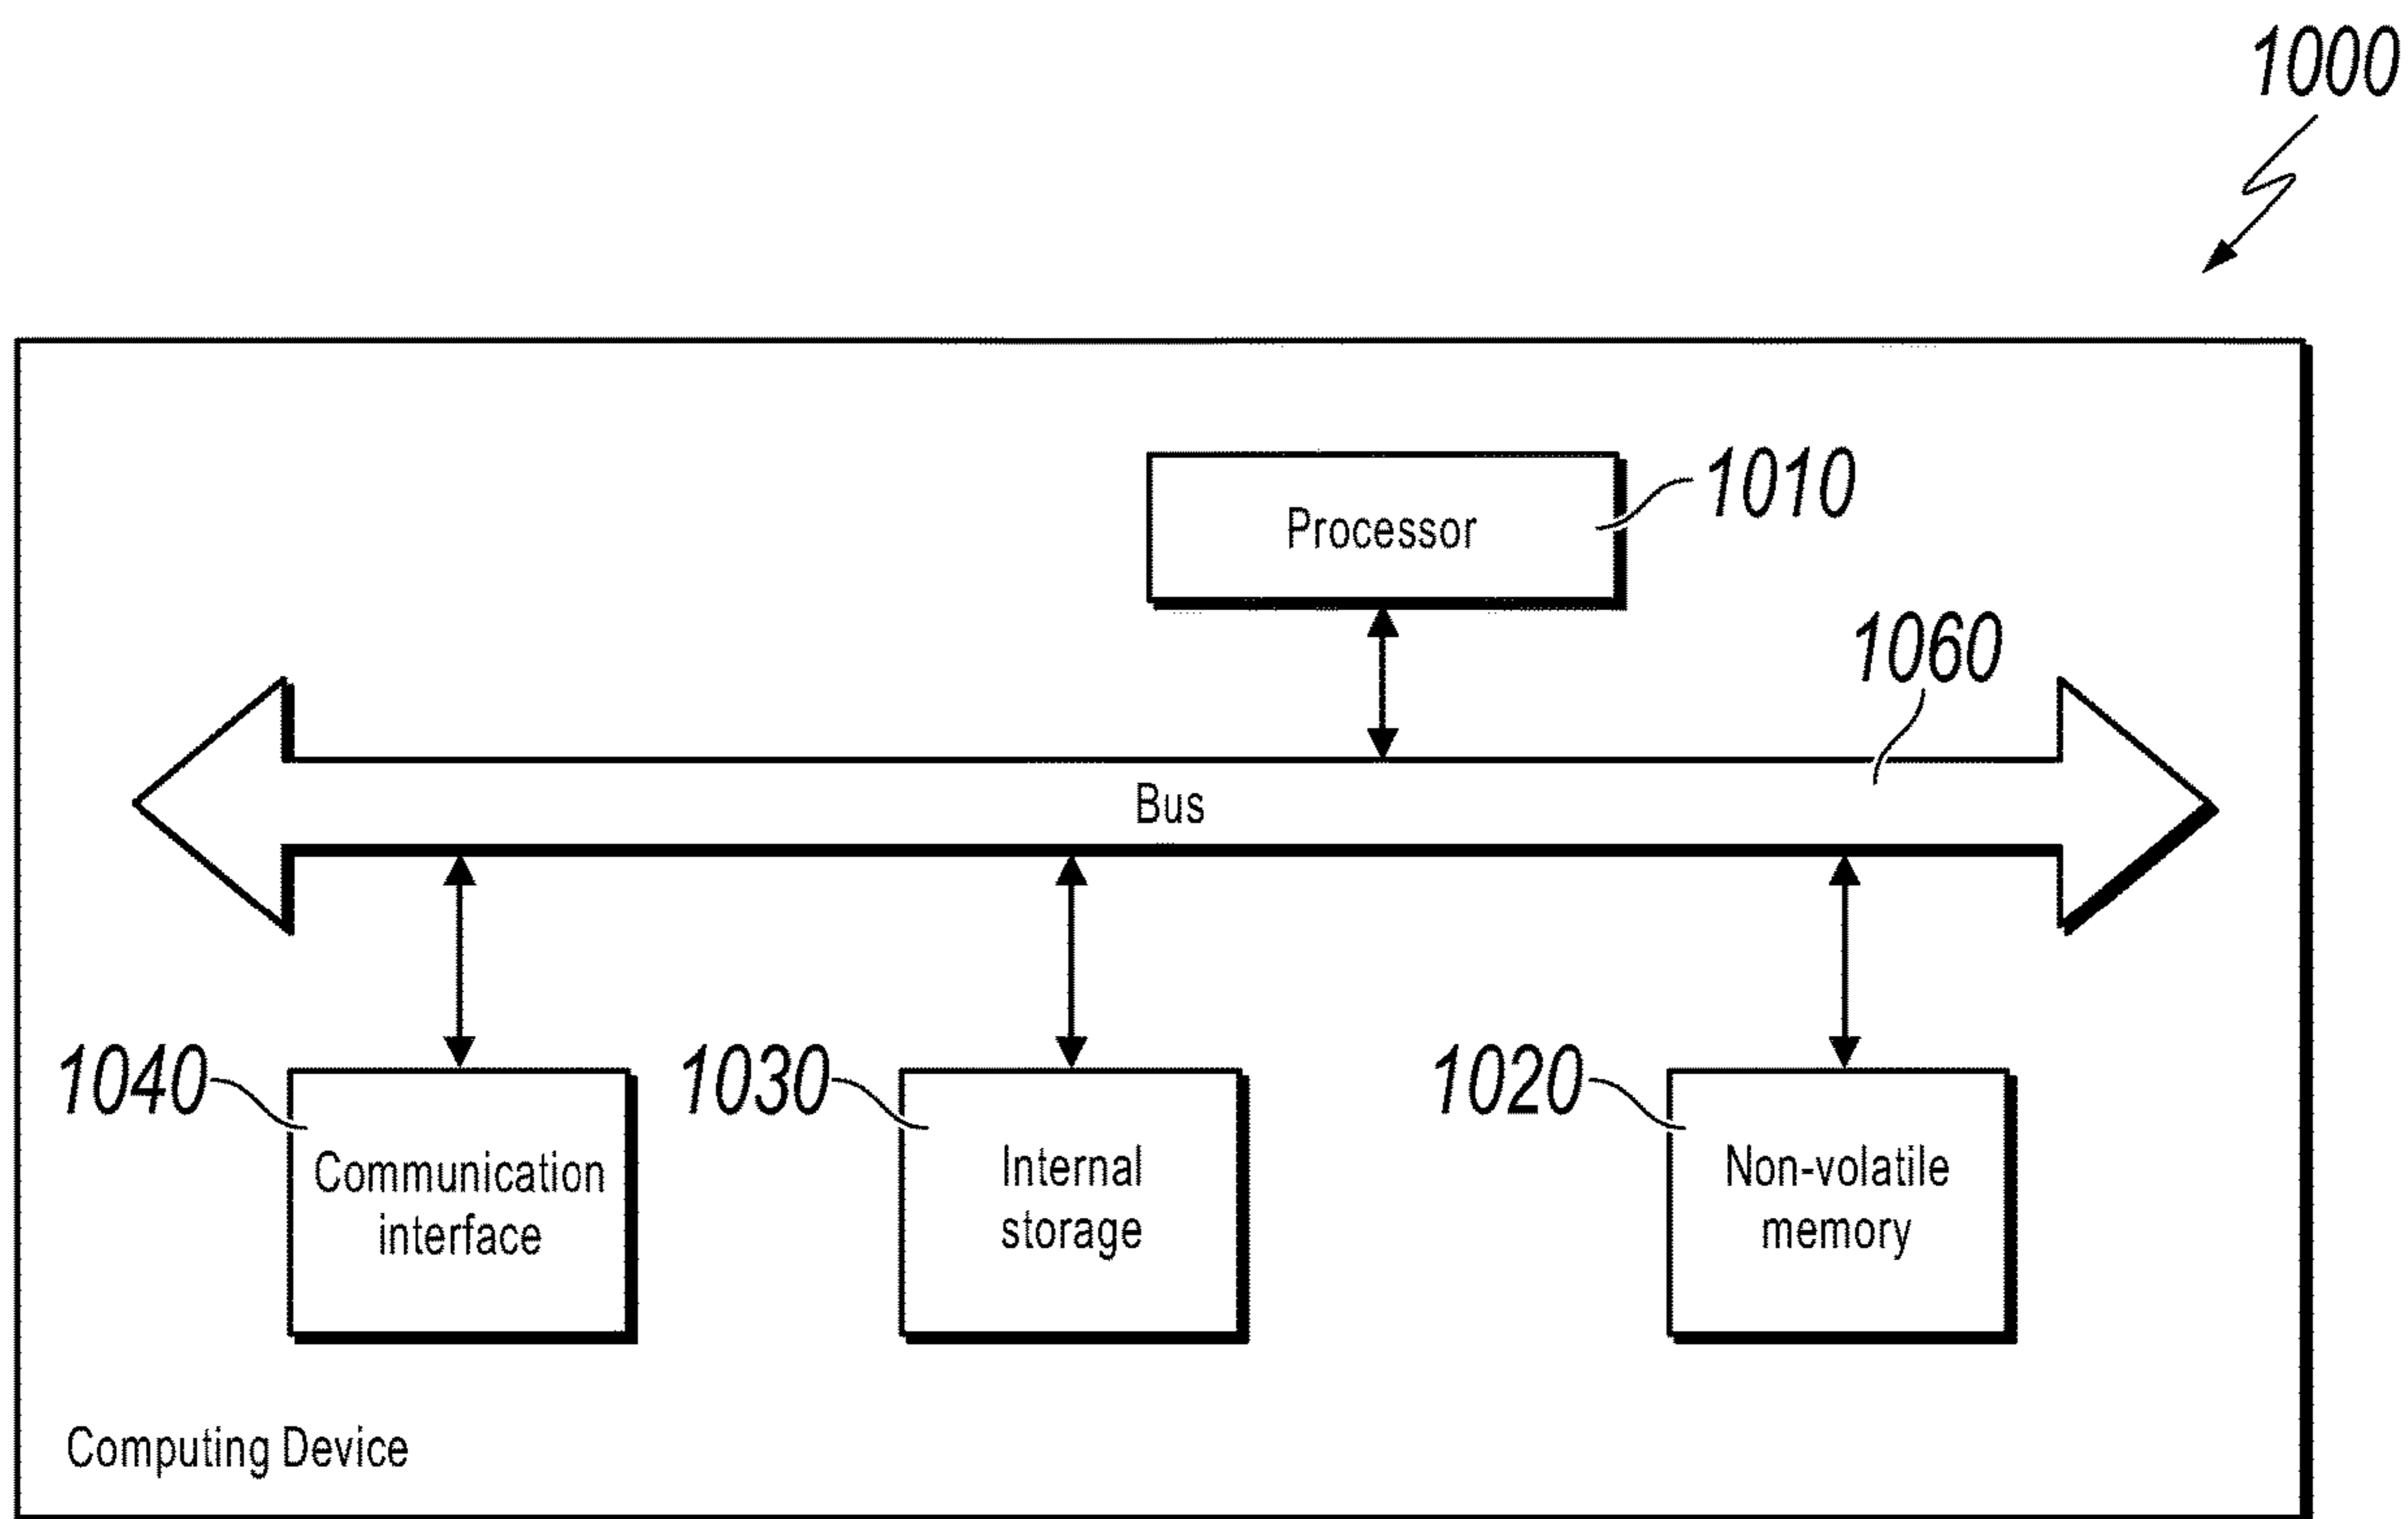 1000
Processor
1010
1060
Bus
1040
Communication
interface
1030
Internal
storage
1020
Non-volatile
memory
Computing Device